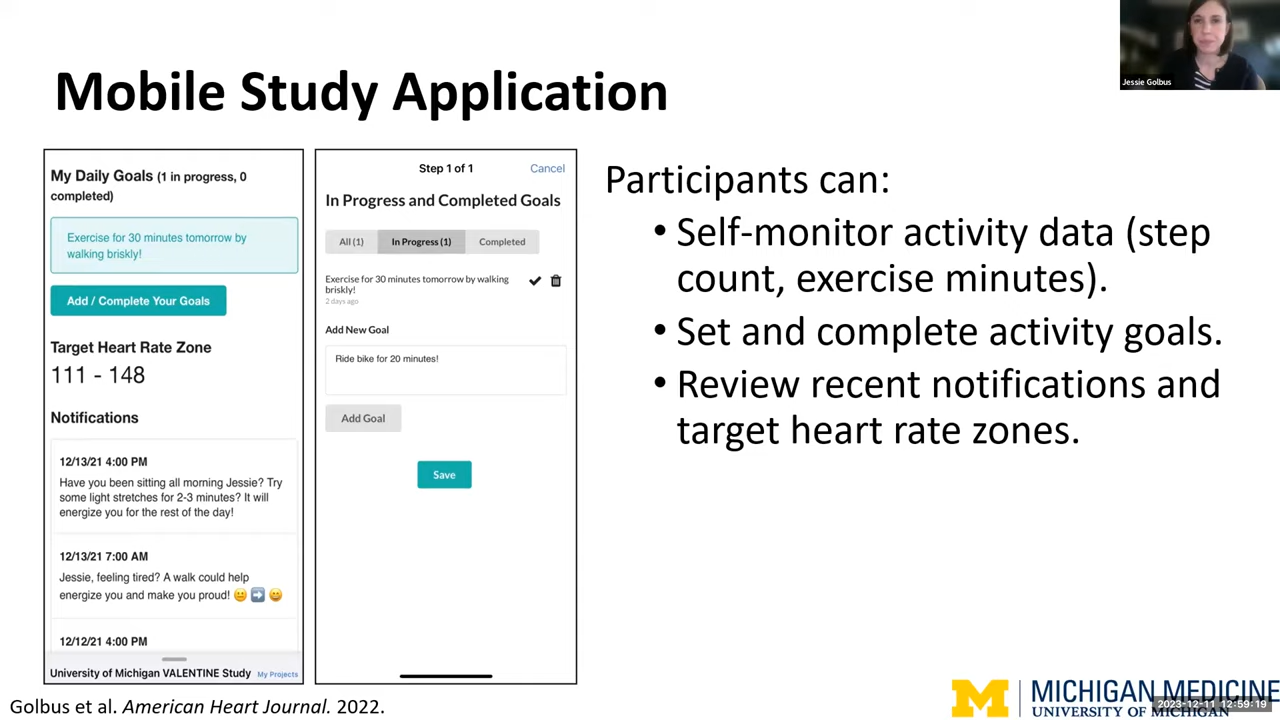 Jessie Golbus
Mobile Study Application
My Daily Goals (1 in progress, 0
completed)
Exercise for 30 minutes tomorrow by
walking briskly!
Add / Complete Your Goals
Target Heart Rate Zone
111 - 148
Notifications
12/13/21 4:00 PM
Have you been sitting all morning Jessie? Try
some light stretches for 2-3 minutes? It will
energize you for the rest of the day!
12/13/21 7:00 AM
Jessie, feeling tired? A walk could help
energize you and make you proud! 😐 ➡️ 😀
12/12/21 4:00 PM
University of Michigan VALENTINE Study My Projects
Step 1 of 1 Cancel
In Progress and Completed Goals
All (1) In Progress (1) Completed
Exercise for 30 minutes tomorrow by walking
briskly!
2 days ago
Add New Goal
Ride bike for 20 minutes!
Add Goal
Save
Participants can:
• Self-monitor activity data (step
count, exercise minutes).
• Set and complete activity goals.
• Review recent notifications and
target heart rate zones.
Golbus et al. American Heart Journal. 2022.
M MICHIGAN MEDICINE
UNIVERSITY OF MICHIGAN
2023-12-11 12:59:19